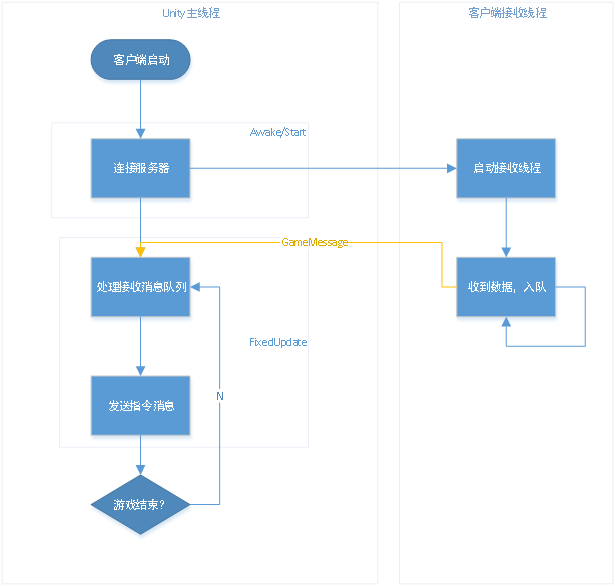 Unity主线程
客户端接收线程
客户端启动
Awake/Start
连接服务器
启动接收线程
GameMessage
处理接收消息队列
收到数据，入队
FixedUpdate
N
发送指令消息
游戏结束?